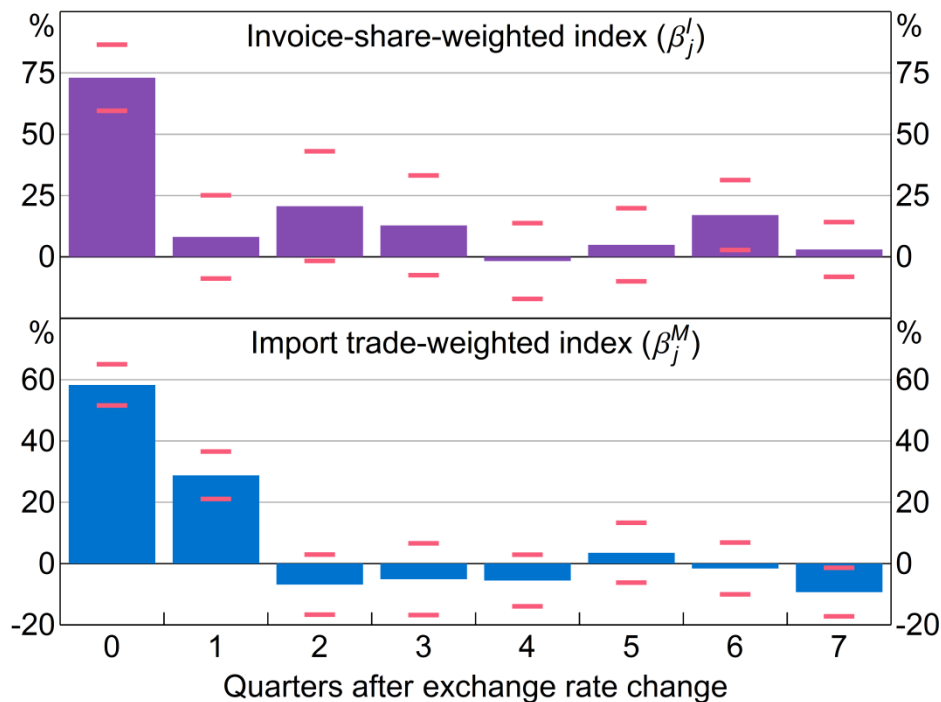 % Invoice-share-weighted index (βⱼᴵ) %
75 75
50 50
25 25
0 0
% Import trade-weighted index (βⱼᴹ) %
60 60
40 40
20 20
0 0
-20 -20
0 1 2 3 4 5 6 7
Quarters after exchange rate change